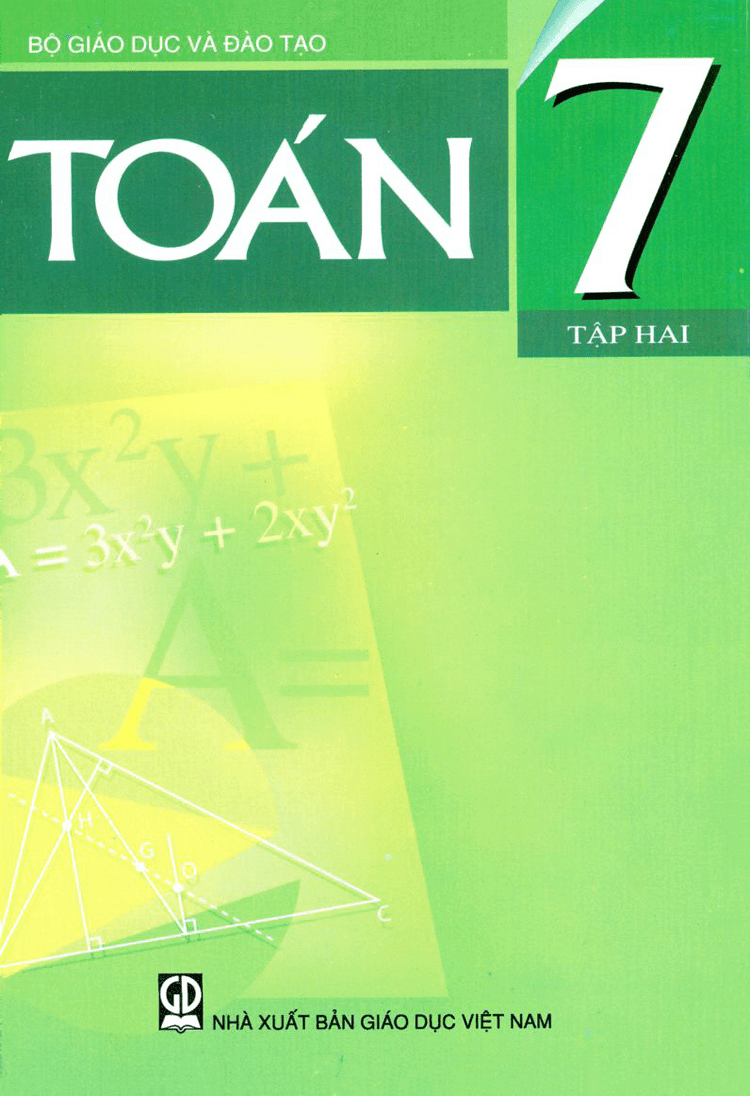 BỘ GIÁO DỤC VÀ ĐÀO TẠO
TOÁN
7
TẬP HAI
3x²y +
A = 3x²y + 2xy²
A =
A
H
G
O
C
GD
NHÀ XUẤT BẢN GIÁO DỤC VIỆT NAM